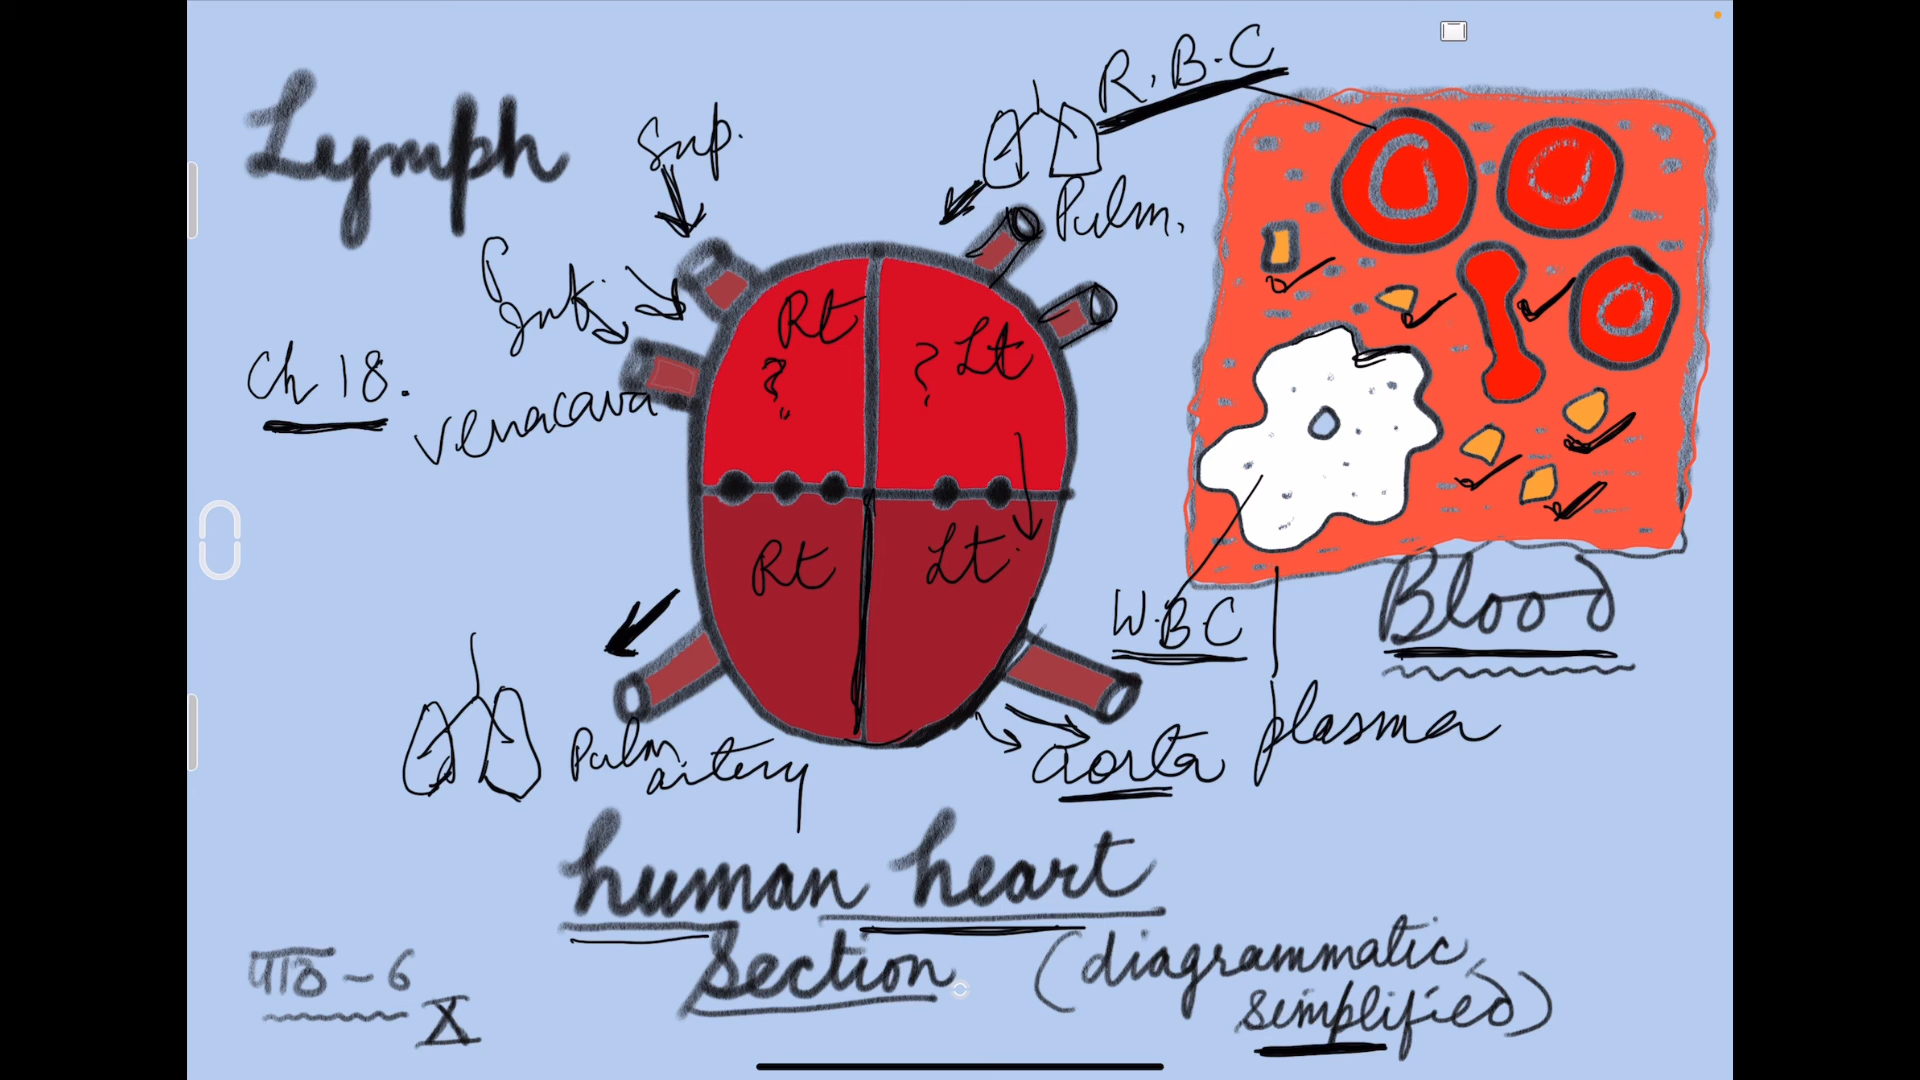 Lymph
Sup.
R.B.C
Pulm.
Inf.
Rt
?
?
Lt
Ch 18.
venacava
Rt
Lt.
W.B.C
Blood
plasma
Pulm
artery
aorta
human heart
Section (diagrammatic,
simplified)
पाठ - 6
X